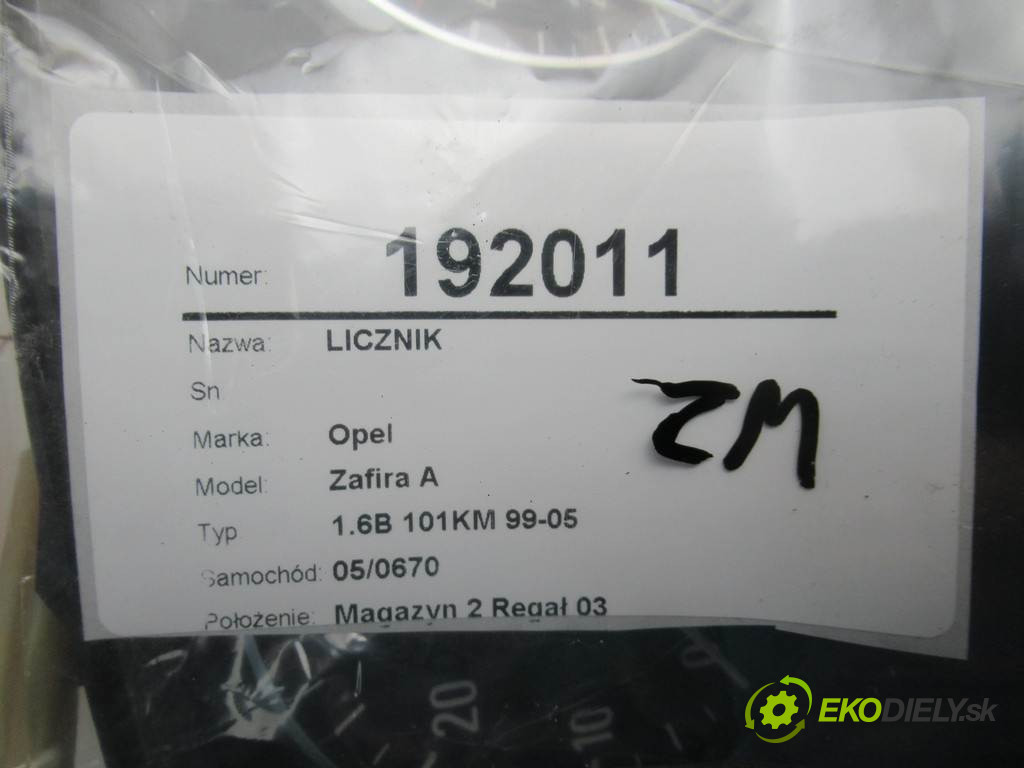 Numer: 192011
Nazwa: LICZNIK
Sn
Marka: Opel
Model: Zafira A
Typ 1.6B 101KM 99-05
Samochód: 05/0670
Położenie: Magazyn 2 Regał 03
ZM
20
10
0
EKODIELY.sk